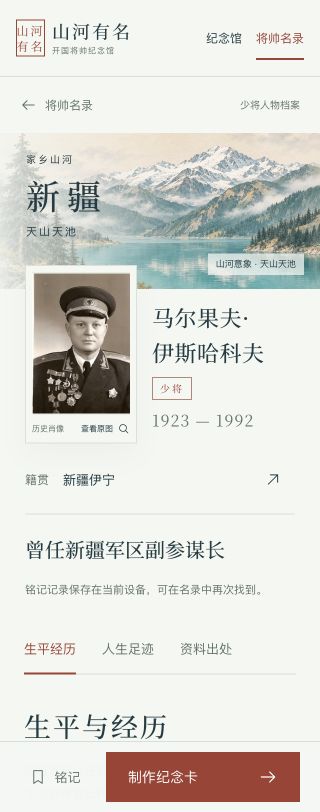 山河有名
山河有名
开国将帅纪念馆
纪念馆
将帅名录
← 将帅名录
少将人物档案
家乡山河
新疆
天山天池
山河意象 · 天山天池
马尔果夫·
伊斯哈科夫
少将
1923 — 1992
历史肖像
查看原图
籍贯 新疆伊宁
曾任新疆军区副参谋长
铭记记录保存在当前设备，可在名录中再次找到。
生平经历
人生足迹
资料出处
生平与经历
铭记
制作纪念卡 →